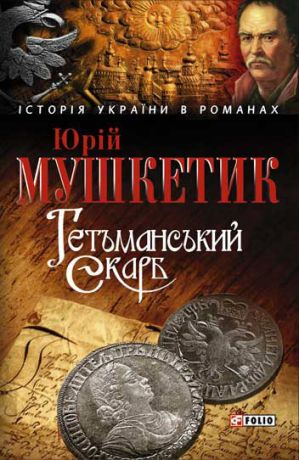 ІСТОРІЯ УКРАЇНИ В РОМАНАХ
Юрій
МУШКЕТИК
Гетьманський
Скарб
FOLIO